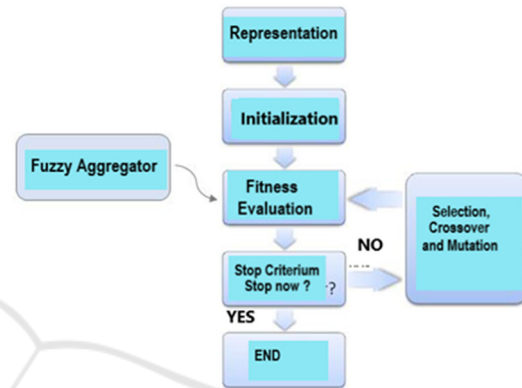 Representation
Initialization
Fuzzy Aggregator
Fitness
Evaluation
Selection,
Crossover
and Mutation
NO
Stop Criterium
Stop now ?
?
YES
END